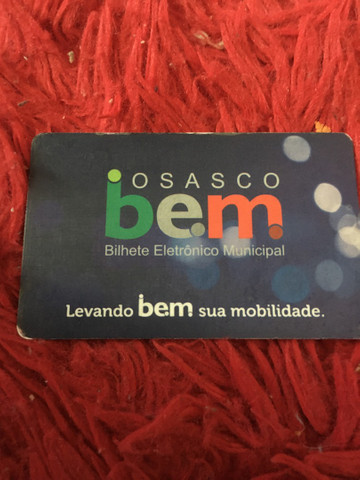 OSASCO
bem
Bilhete Eletrônico Municipal
Levando bem sua mobilidade.